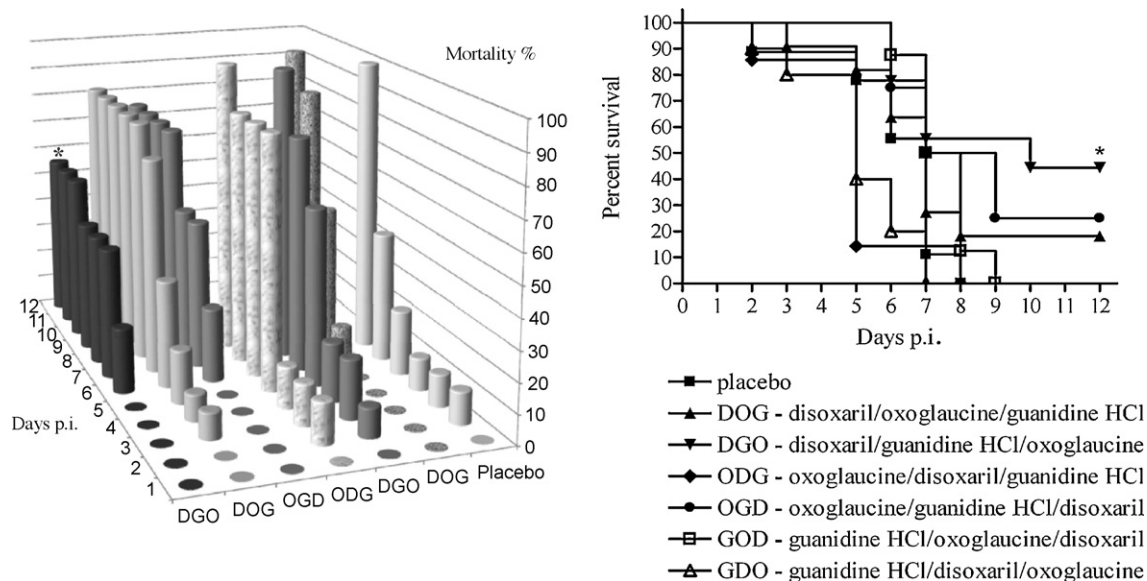 Mortality %
100
90
80
70
60
50
40
30
20
10
0
*
12
11
10
9
8
7
6
5
4
3
2
1
Days p.i.
DGO
DOG
OGD
ODG
DGO
DOG
Placebo
Percent survival
100
90
80
70
60
50
40
30
20
10
0
*
0 1 2 3 4 5 6 7 8 9 10 11 12
Days p.i.
placebo
DOG - disoxaril/oxoglaucine/guanidine HCl
DGO - disoxaril/guanidine HCl/oxoglaucine
ODG - oxoglaucine/disoxaril/guanidine HCl
OGD - oxoglaucine/guanidine HCl/disoxaril
GOD - guanidine HCl/oxoglaucine/disoxaril
GDO - guanidine HCl/disoxaril/oxoglaucine